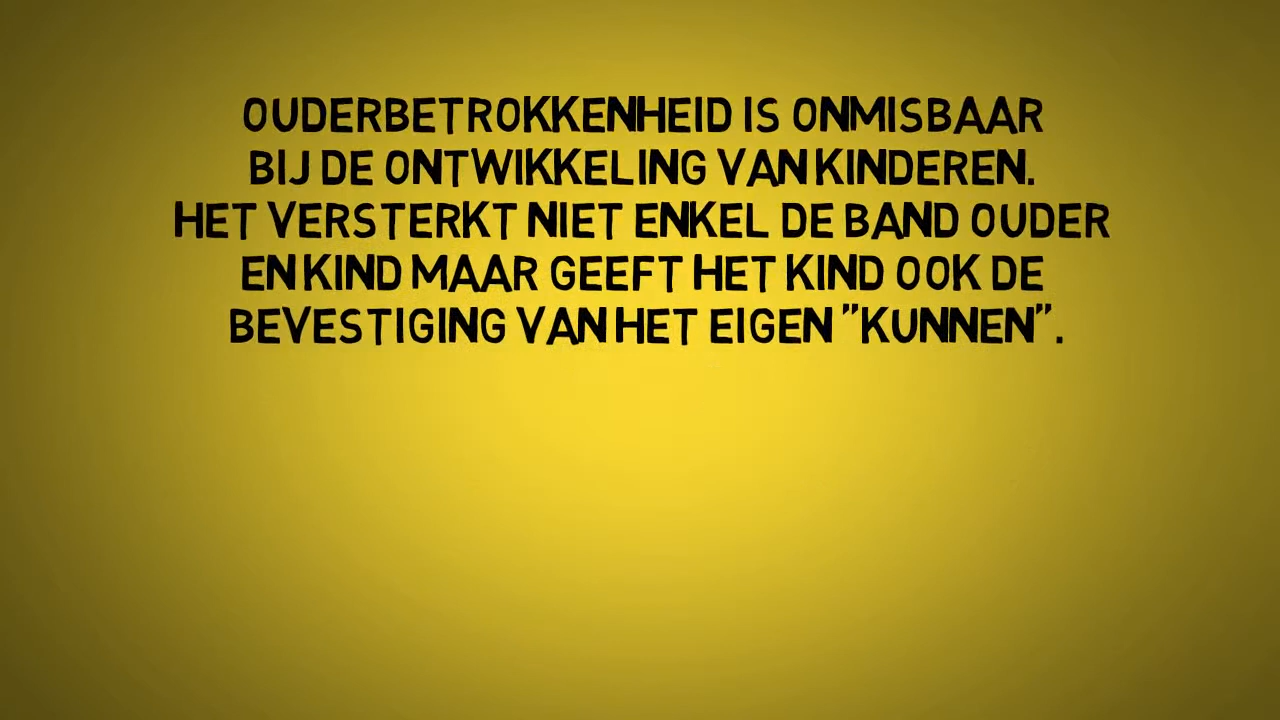 OUDERBETROKKENHEID IS ONMISBAAR
BIJ DE ONTWIKKELING VAN KINDEREN.
HET VERSTERKT NIET ENKEL DE BAND OUDER
EN KIND MAAR GEEFT HET KIND OOK DE
BEVESTIGING VAN HET EIGEN "KUNNEN".